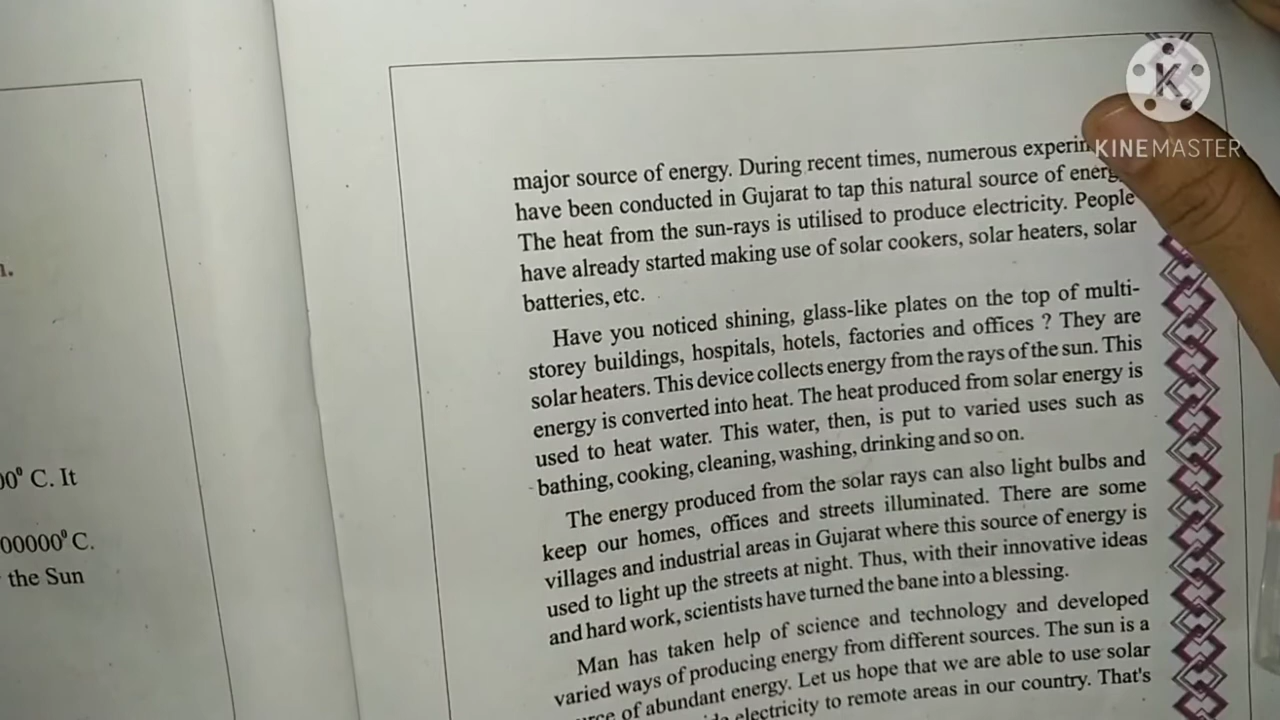 major source of energy. During recent times, numerous
have been conducted in Gujarat to tap this natural source of
The heat from the sun-rays is utilised to produce electricity. People
have already started making use of solar cookers, solar heaters, solar
batteries, etc.
Have you noticed shining, glass-like plates on the top of multi-
storey buildings, hospitals, hotels, factories and offices ? They are
solar heaters. This device collects energy from the rays of the sun. This
energy is converted into heat. The heat produced from solar energy is
used to heat water. This water, then, is put to varied uses such as
bathing, cooking, cleaning, washing, drinking and so on.
The energy produced from the solar rays can also light bulbs and
keep our homes, offices and streets illuminated. There are some
villages and industrial areas in Gujarat where this source of energy is
used to light up the streets at night. Thus, with their innovative ideas
and hard work, scientists have turned the bane into a blessing.
Man has taken help of science and technology and developed
varied ways of producing energy from different sources. The sun is a
of abundant energy. Let us hope that we are able to use solar
electricity to remote areas in our country. That's
00⁰ C. It
00000⁰ C.
the Sun
K
KINEMASTER